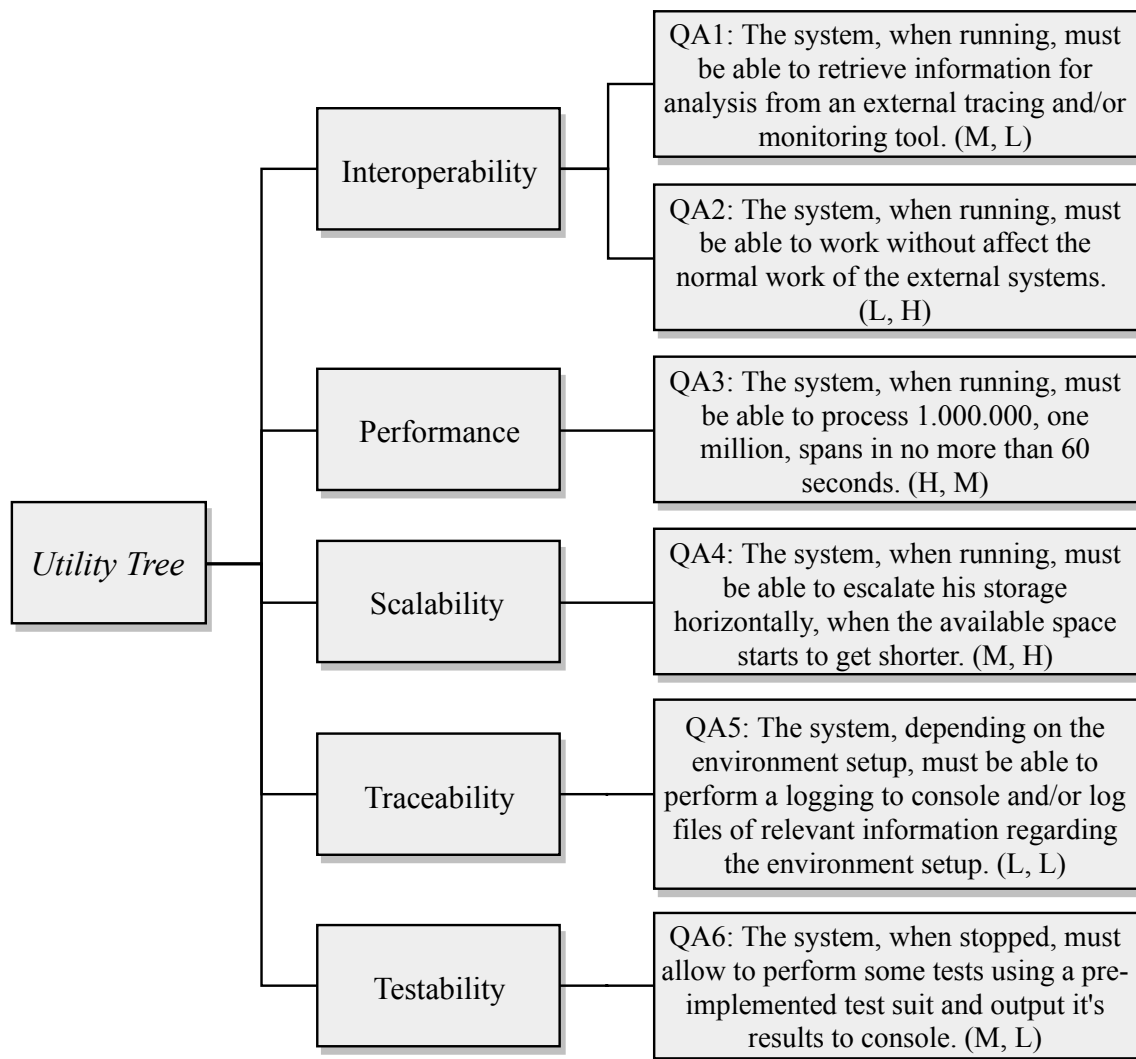 Utility Tree
Interoperability
QA1: The system, when running, must
be able to retrieve information for
analysis from an external tracing and/or
monitoring tool. (M, L)
QA2: The system, when running, must
be able to work without affect the
normal work of the external systems.
(L, H)
Performance
QA3: The system, when running, must
be able to process 1.000.000, one
million, spans in no more than 60
seconds. (H, M)
Scalability
QA4: The system, when running, must
be able to escalate his storage
horizontally, when the available space
starts to get shorter. (M, H)
Traceability
QA5: The system, depending on the
environment setup, must be able to
perform a logging to console and/or log
files of relevant information regarding
the environment setup. (L, L)
Testability
QA6: The system, when stopped, must
allow to perform some tests using a pre-
implemented test suit and output it's
results to console. (M, L)